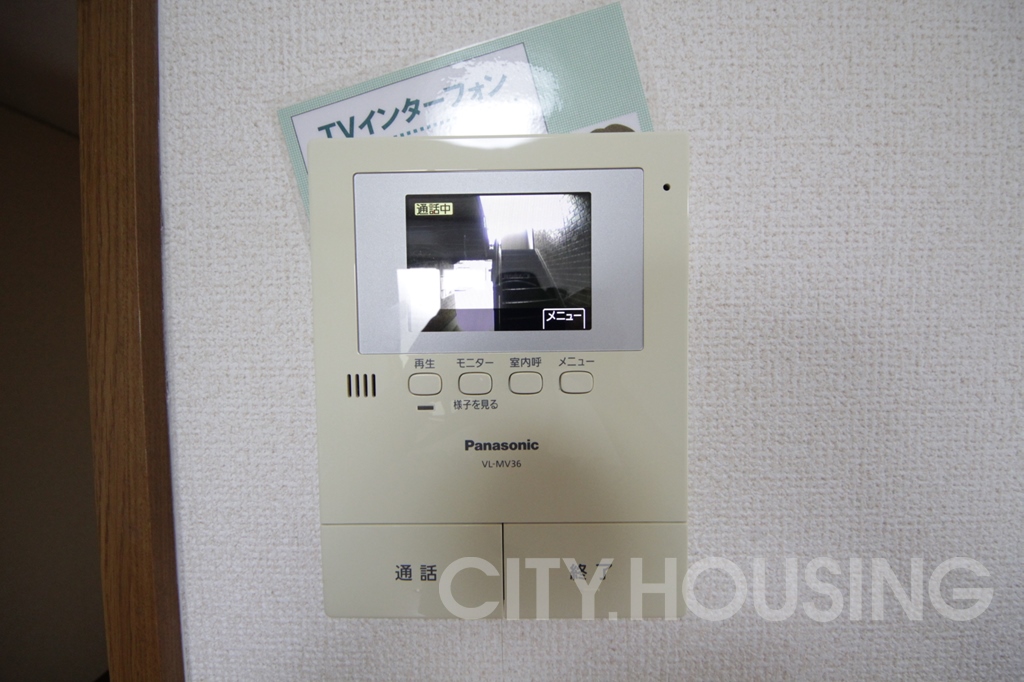 TVインターフォン
通話中
メニュー
再生 モニター 室内呼 メニュー
様子を見る
Panasonic
VL-MV36
通話 終了
CITY.HOUSING